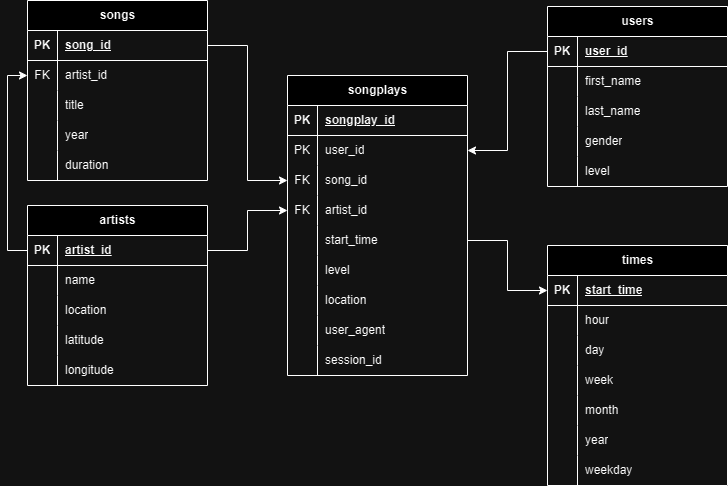 songs
PK song_id
FK artist_id
title
year
duration
artists
PK artist_id
name
location
latitude
longitude
songplays
PK songplay_id
PK user_id
FK song_id
FK artist_id
start_time
level
location
user_agent
session_id
users
PK user_id
first_name
last_name
gender
level
times
PK start_time
hour
day
week
month
year
weekday